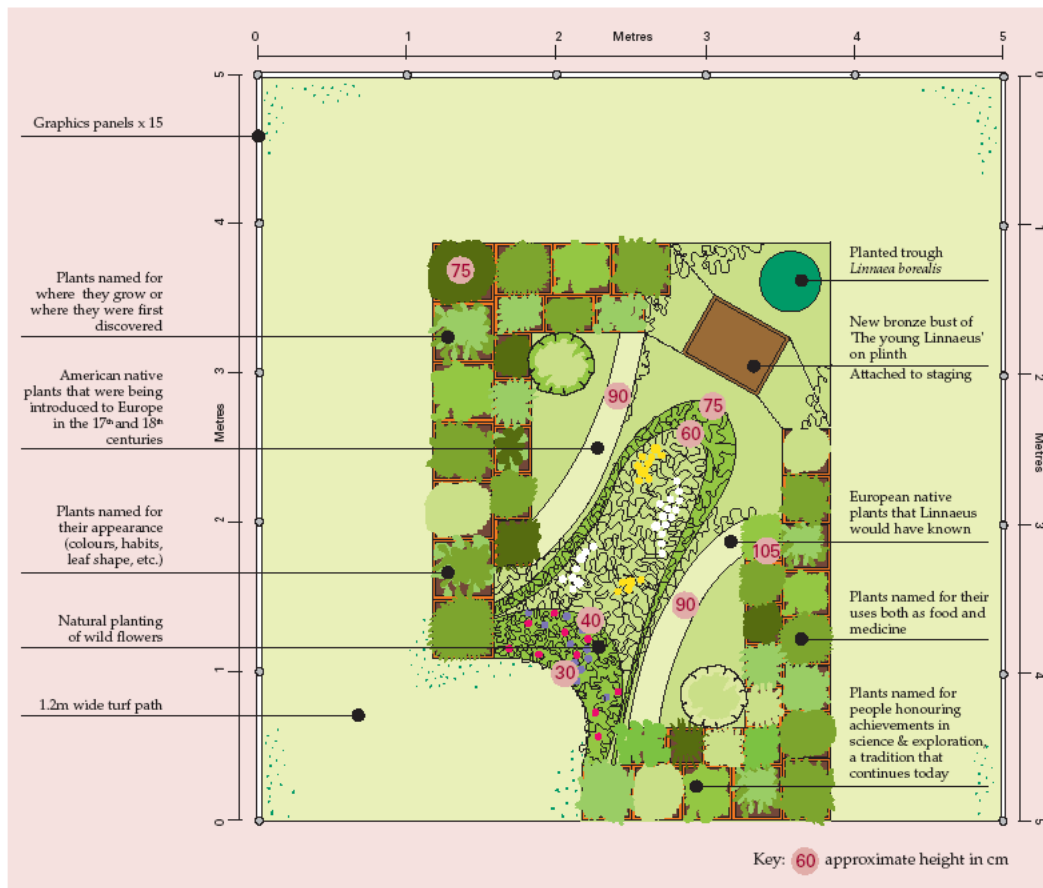 0 1 2 Metres 3 4 5
5
4
3
Metres
2
1
0
0
1
2
Metres
3
4
5
Graphics panels x 15
Plants named for
where they grow or
where they were first
discovered
American native
plants that were being
introduced to Europe
in the 17th and 18th
centuries
Plants named for
their appearance
(colours, habits,
leaf shape, etc.)
Natural planting
of wild flowers
1.2m wide turf path
75
90
75
60
105
90
40
30
Planted trough
Linnaea borealis
New bronze bust of
'The young Linnaeus'
on plinth
Attached to staging
European native
plants that Linnaeus
would have known
Plants named for their
uses both as food and
medicine
Plants named for
people honouring
achievements in
science & exploration,
a tradition that
continues today
Key: 60 approximate height in cm